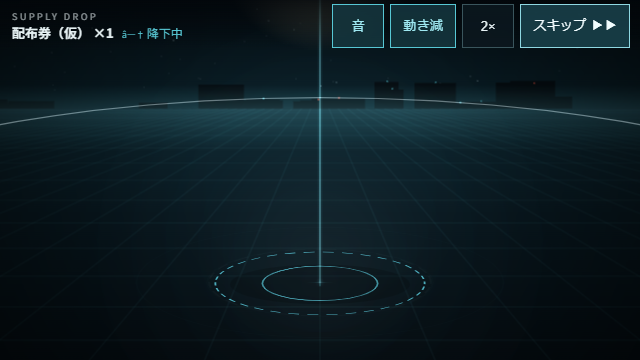 SUPPLY DROP
配布券（仮） ×1 â—† 降下中
音
動き減
2×
スキップ ▶▶